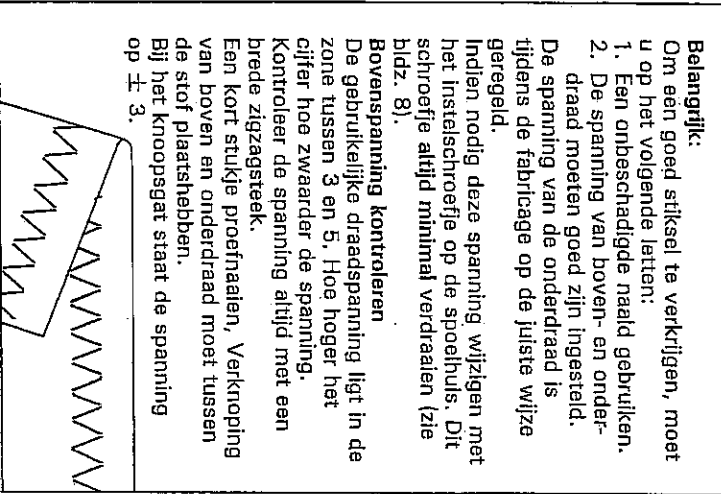 Belangrijk:
Om een goed stiksel te verkrijgen, moet
u op het volgende letten:
1. Een onbeschadigde naald gebruiken.
2. De spanning van boven- en onder-
draad moeten goed zijn ingesteld.
De spanning van de onderdraad is
tijdens de fabricage op de juiste wijze
geregeld.
Indien nodig deze spanning wijzigen met
het instelschroefje op de spoelhuls. Dit
schroefje altijd minimal verdraaien (zie
bldz. 8).
Bovenspanning kontroleren
De gebruikelijke draadspanning ligt in de
zone tussen 3 en 5. Hoe hoger het
cijfer hoe zwaarder de spanning.
Kontroleer de spanning altijd met een
brede zigzagsteek.
Een kort stukje proefnaaien, Verknoping
van boven en onderdraad moet tussen
de stof plaatshebben.
Bij het knoopsgat staat de spanning
op ± 3.